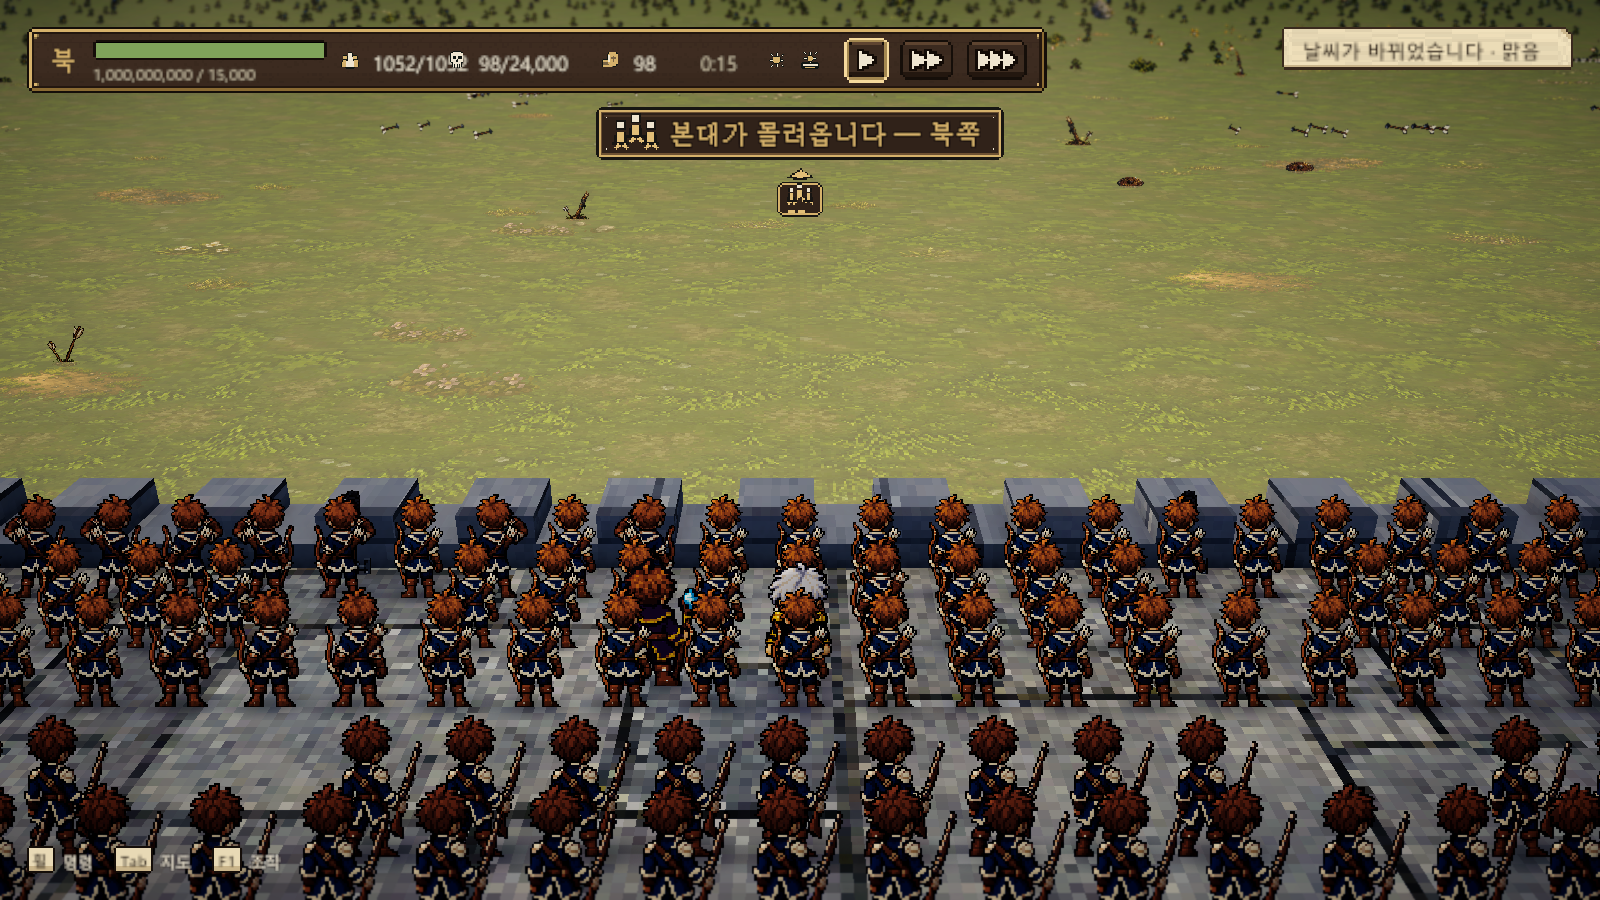 북
1,000,000,000 / 15,000
1052/1052
98/24,000
98
0:15
날씨가 바뀌었습니다 · 맑음
본대가 몰려옵니다 — 북쪽
휠 명령 Tab 지도 F1 조작